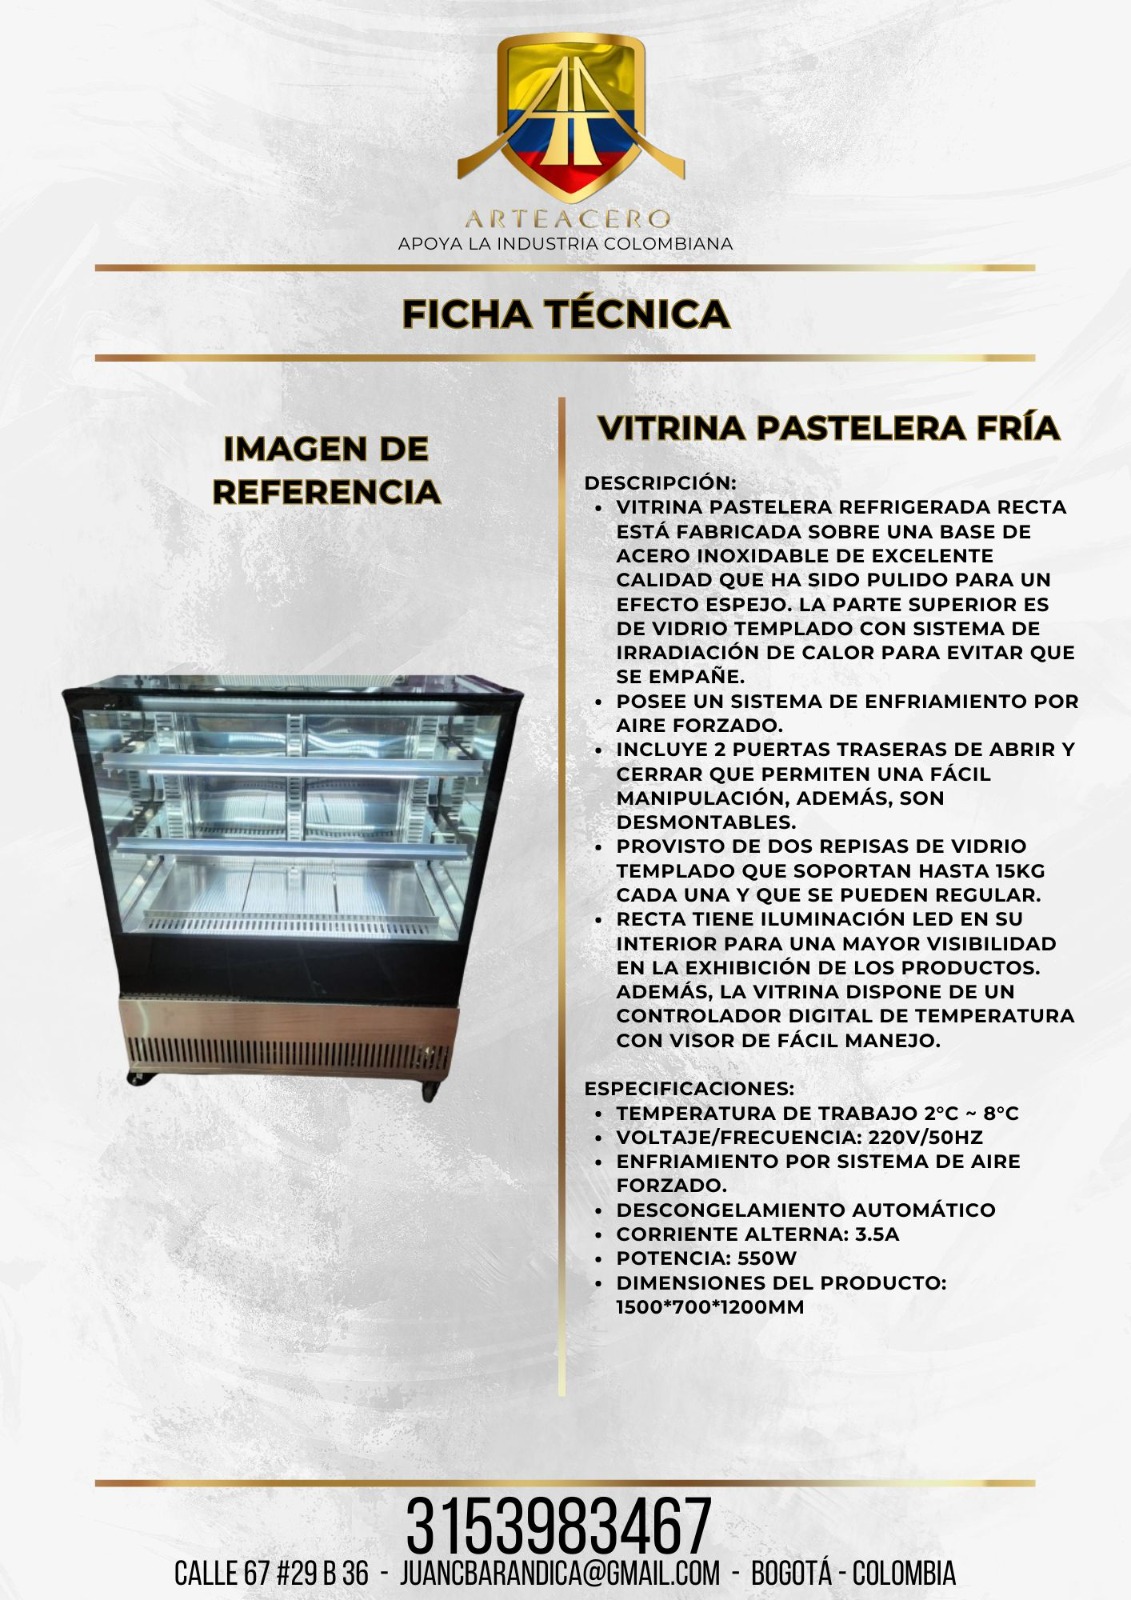 ARTEACERO
APOYA LA INDUSTRIA COLOMBIANA
FICHA TÉCNICA
IMAGEN DE
REFERENCIA
VITRINA PASTELERA FRÍA
DESCRIPCIÓN:
• VITRINA PASTELERA REFRIGERADA RECTA
ESTÁ FABRICADA SOBRE UNA BASE DE
ACERO INOXIDABLE DE EXCELENTE
CALIDAD QUE HA SIDO PULIDO PARA UN
EFECTO ESPEJO. LA PARTE SUPERIOR ES
DE VIDRIO TEMPLADO CON SISTEMA DE
IRRADIACIÓN DE CALOR PARA EVITAR QUE
SE EMPAÑE.
• POSEE UN SISTEMA DE ENFRIAMIENTO POR
AIRE FORZADO.
• INCLUYE 2 PUERTAS TRASERAS DE ABRIR Y
CERRAR QUE PERMITEN UNA FÁCIL
MANIPULACIÓN, ADEMÁS, SON
DESMONTABLES.
• PROVISTO DE DOS REPISAS DE VIDRIO
TEMPLADO QUE SOPORTAN HASTA 15KG
CADA UNA Y QUE SE PUEDEN REGULAR.
• RECTA TIENE ILUMINACIÓN LED EN SU
INTERIOR PARA UNA MAYOR VISIBILIDAD
EN LA EXHIBICIÓN DE LOS PRODUCTOS.
ADEMÁS, LA VITRINA DISPONE DE UN
CONTROLADOR DIGITAL DE TEMPERATURA
CON VISOR DE FÁCIL MANEJO.
ESPECIFICACIONES:
• TEMPERATURA DE TRABAJO 2°C ~ 8°C
• VOLTAJE/FRECUENCIA: 220V/50HZ
• ENFRIAMIENTO POR SISTEMA DE AIRE
FORZADO.
• DESCONGELAMIENTO AUTOMÁTICO
• CORRIENTE ALTERNA: 3.5A
• POTENCIA: 550W
• DIMENSIONES DEL PRODUCTO:
1500*700*1200MM
3153983467
CALLE 67 #29 B 36 - JUANCBARANDICA@GMAIL.COM - BOGOTÁ - COLOMBIA